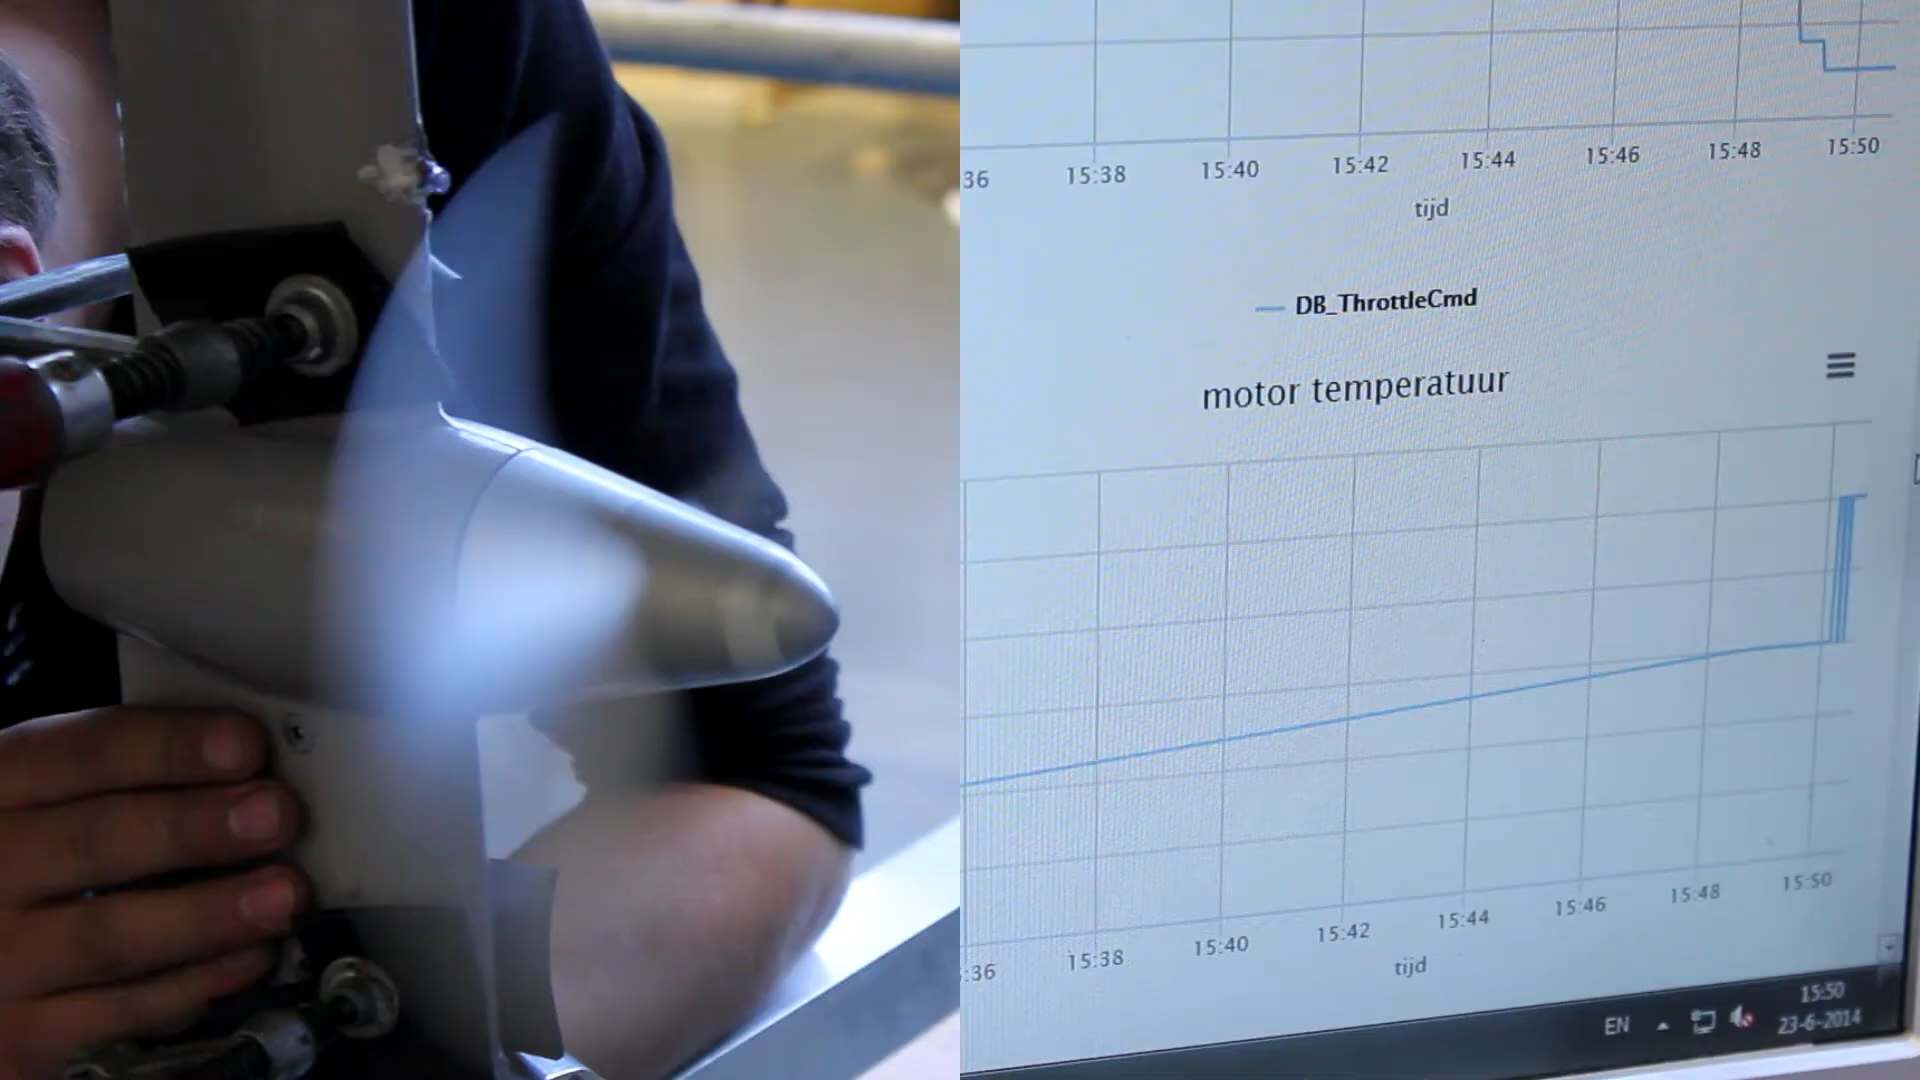 36 15:38 15:40 15:42 15:44 15:46 15:48 15:50
tijd
DB_ThrottleCmd
motor temperatuur
:36 15:38 15:40 15:42 15:44 15:46 15:48 15:50
tijd
15:50
EN 23-6-2014